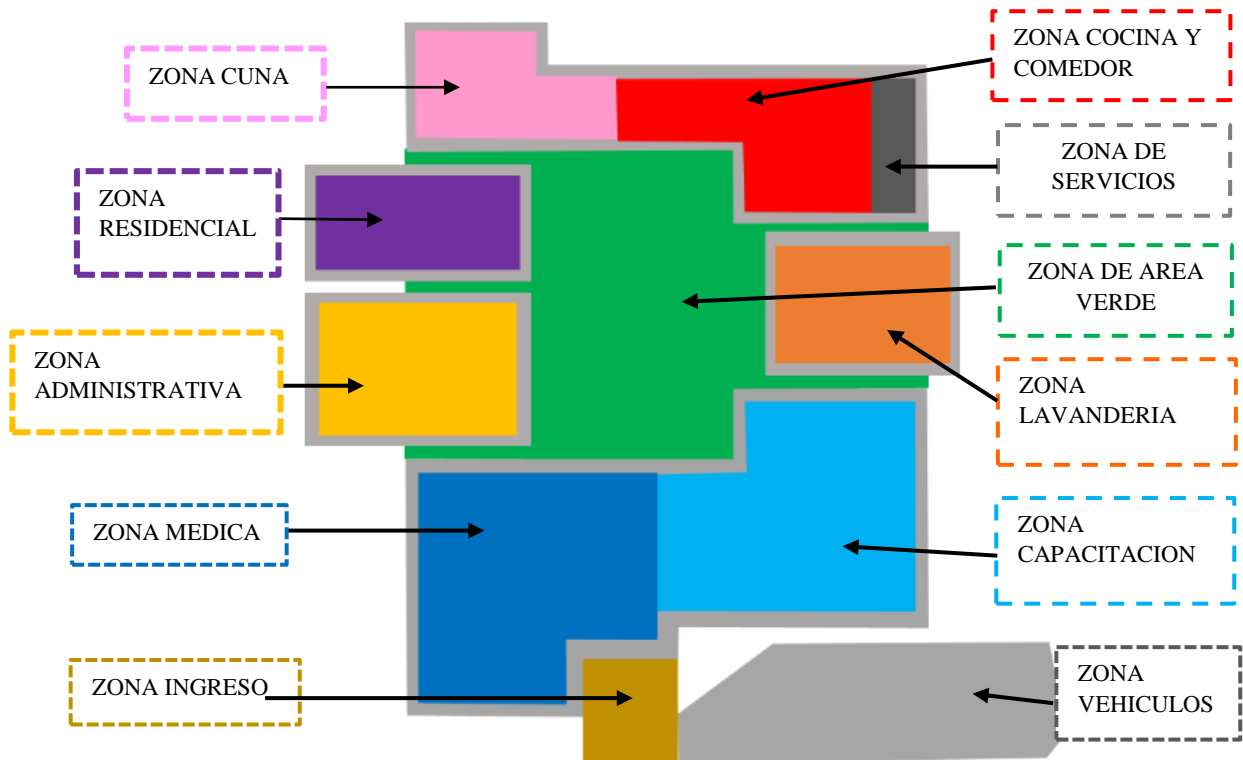 ZONA CUNA
ZONA COCINA Y
COMEDOR
ZONA DE
SERVICIOS
ZONA
RESIDENCIAL
ZONA DE AREA
VERDE
ZONA
ADMINISTRATIVA
ZONA
LAVANDERIA
ZONA MEDICA
ZONA
CAPACITACION
ZONA INGRESO
ZONA
VEHICULOS